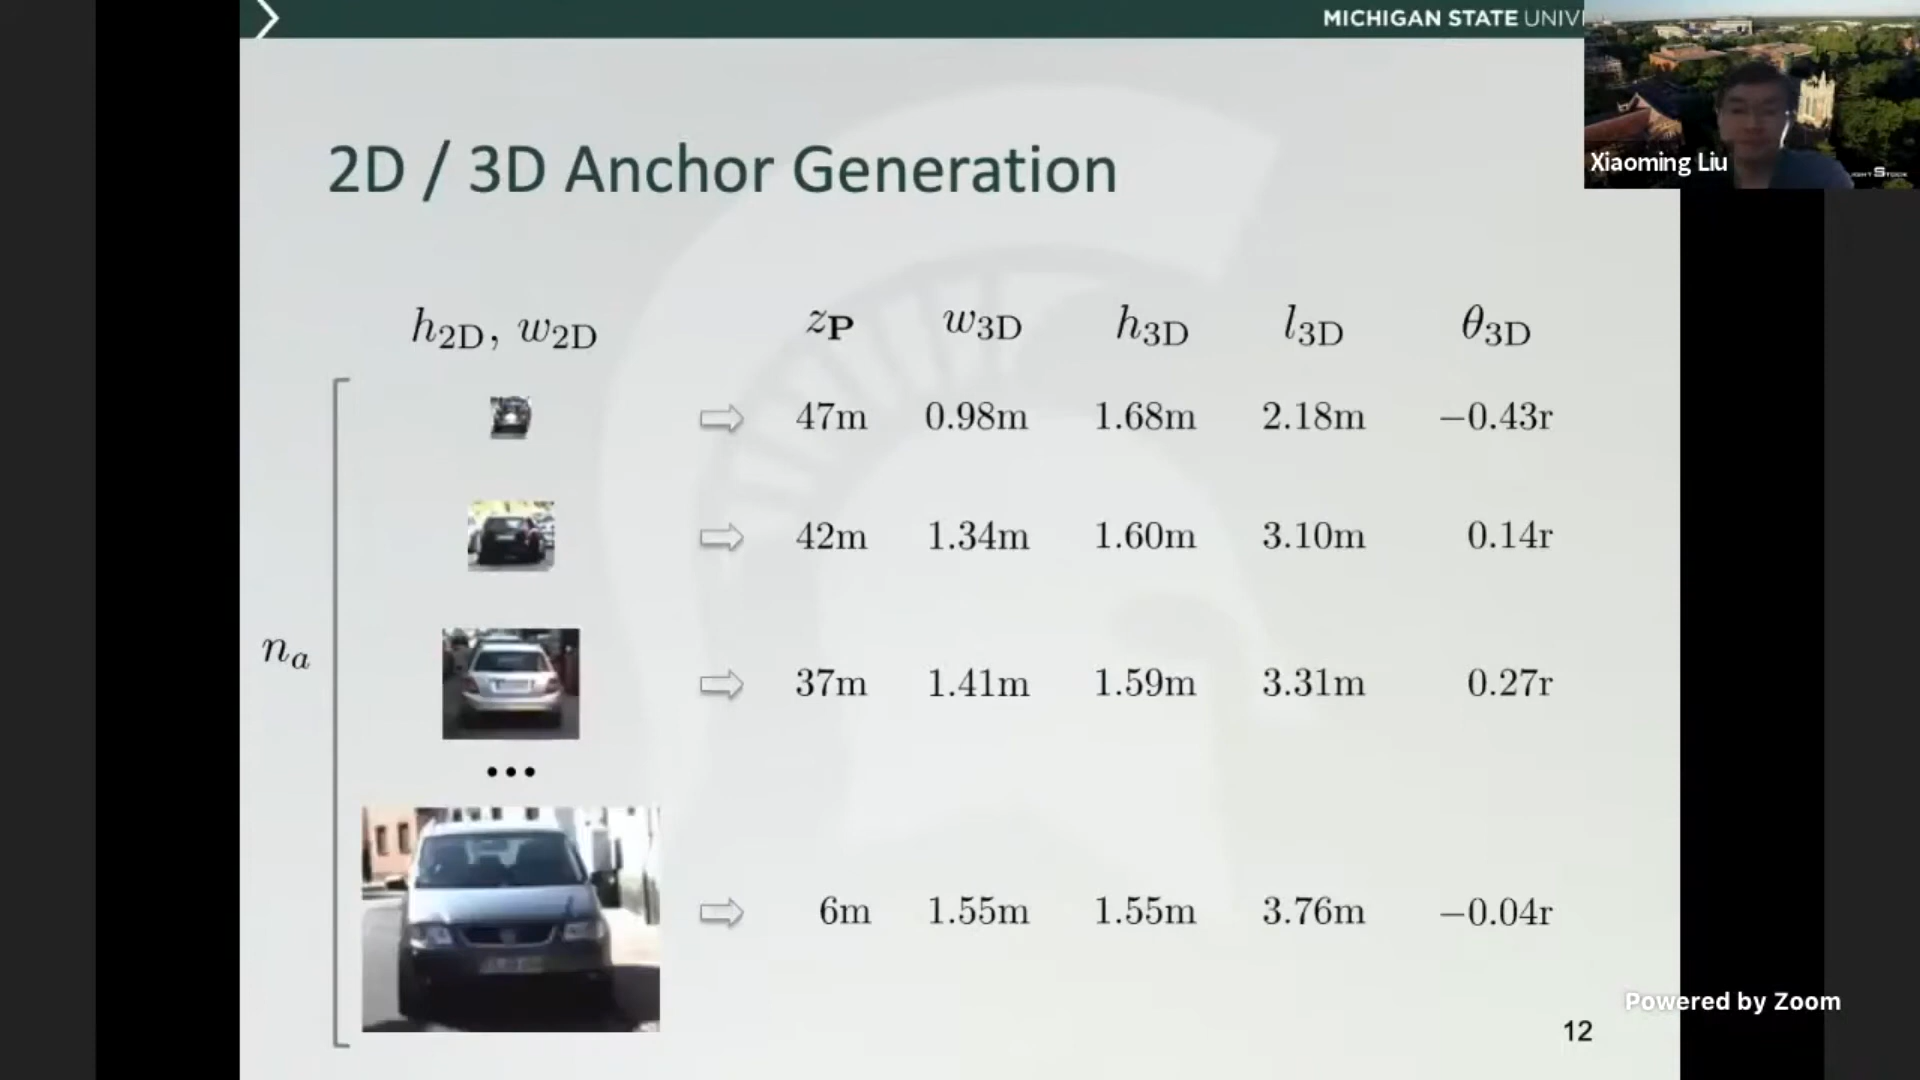 MICHIGAN STATE UNIV
Xiaoming Liu
2D / 3D Anchor Generation
h2D, w2D zP w3D h3D l3D θ3D
47m 0.98m 1.68m 2.18m −0.43r
42m 1.34m 1.60m 3.10m 0.14r
na
37m 1.41m 1.59m 3.31m 0.27r
•••
6m 1.55m 1.55m 3.76m −0.04r
Powered by Zoom
12